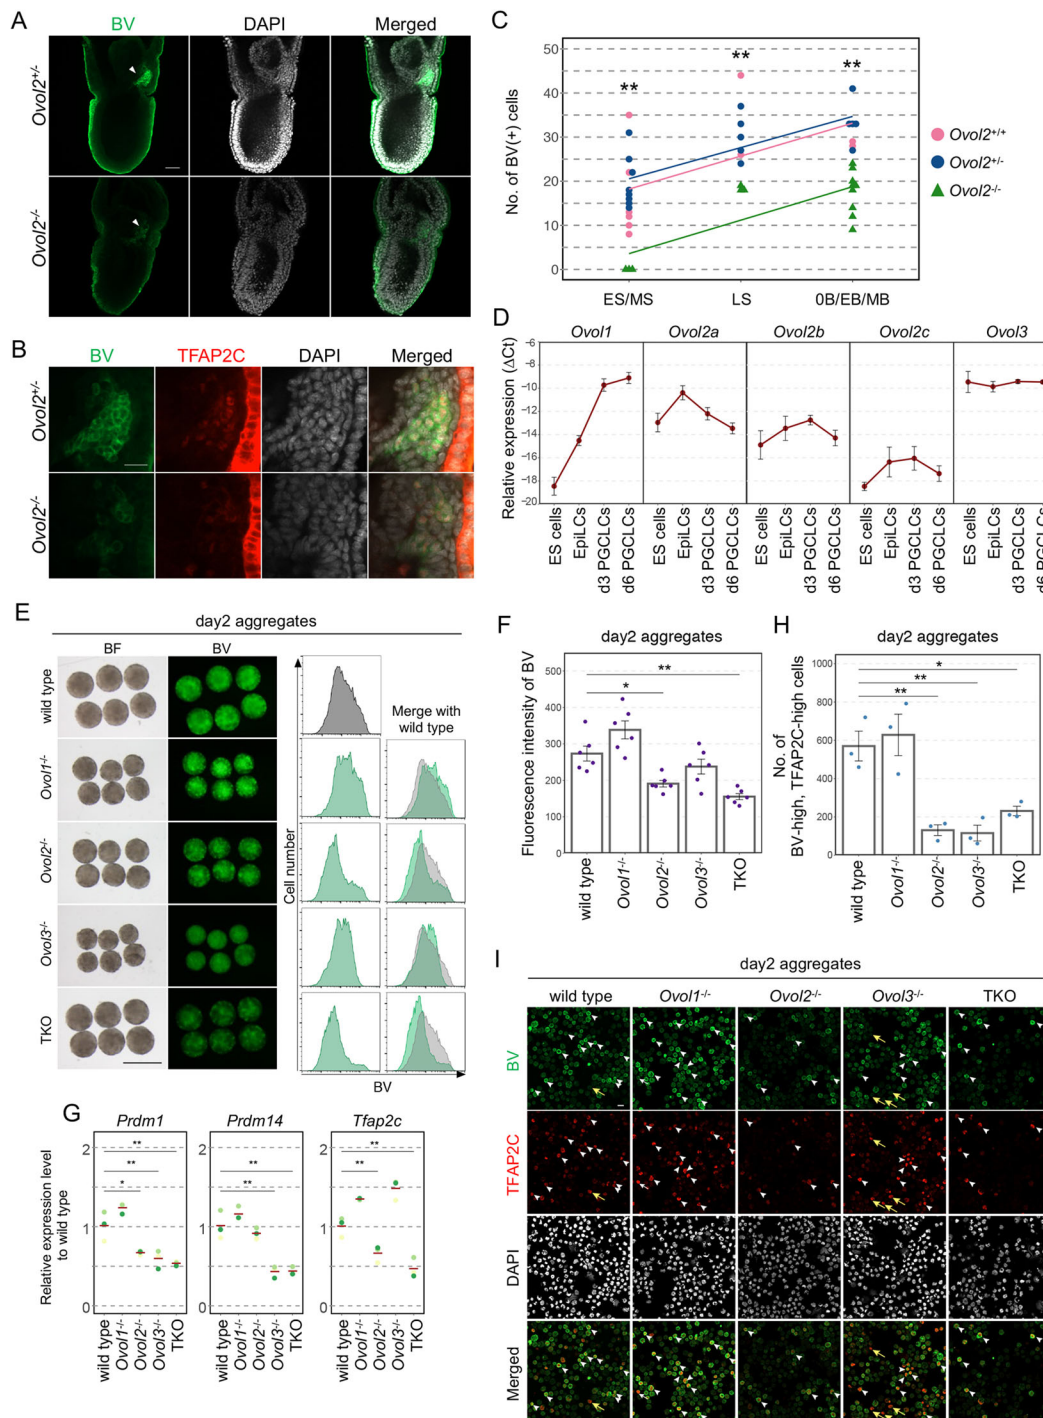 A
BV
DAPI
Merged
Ovol2+/-
Ovol2-/-
B
BV
TFAP2C
DAPI
Merged
Ovol2+/-
Ovol2-/-
C
No. of BV(+) cells
50
40
30
20
10
0
**
**
**
ES/MS
LS
0B/EB/MB
Ovol2+/+
Ovol2+/-
Ovol2-/-
D
Ovol1
Ovol2a
Ovol2b
Ovol2c
Ovol3
Relative expression (ΔCt)
−6
−8
−10
−12
−14
−16
−18
−20
ES cells
EpiLCs
d3 PGCLCs
d6 PGCLCs
ES cells
EpiLCs
d3 PGCLCs
d6 PGCLCs
ES cells
EpiLCs
d3 PGCLCs
d6 PGCLCs
ES cells
EpiLCs
d3 PGCLCs
d6 PGCLCs
ES cells
EpiLCs
d3 PGCLCs
d6 PGCLCs
E
day2 aggregates
BF
BV
wild type
Ovol1-/-
Ovol2-/-
Ovol3-/-
TKO
Merge with
wild type
Cell number
BV
F
day2 aggregates
Fluorescence intensity of BV
400
300
200
100
0
**
*
wild type
Ovol1-/-
Ovol2-/-
Ovol3-/-
TKO
H
day2 aggregates
No. of
BV-high, TFAP2C-high cells
1000
800
600
400
200
0
*
**
**
wild type
Ovol1-/-
Ovol2-/-
Ovol3-/-
TKO
G
Prdm1
Prdm14
Tfap2c
Relative expression level
to wild type
2
1
0
**
**
*
wild type
Ovol1-/-
Ovol2-/-
Ovol3-/-
TKO
2
1
0
**
**
wild type
Ovol1-/-
Ovol2-/-
Ovol3-/-
TKO
2
1
0
**
**
wild type
Ovol1-/-
Ovol2-/-
Ovol3-/-
TKO
I
day2 aggregates
wild type
Ovol1-/-
Ovol2-/-
Ovol3-/-
TKO
BV
TFAP2C
DAPI
Merged